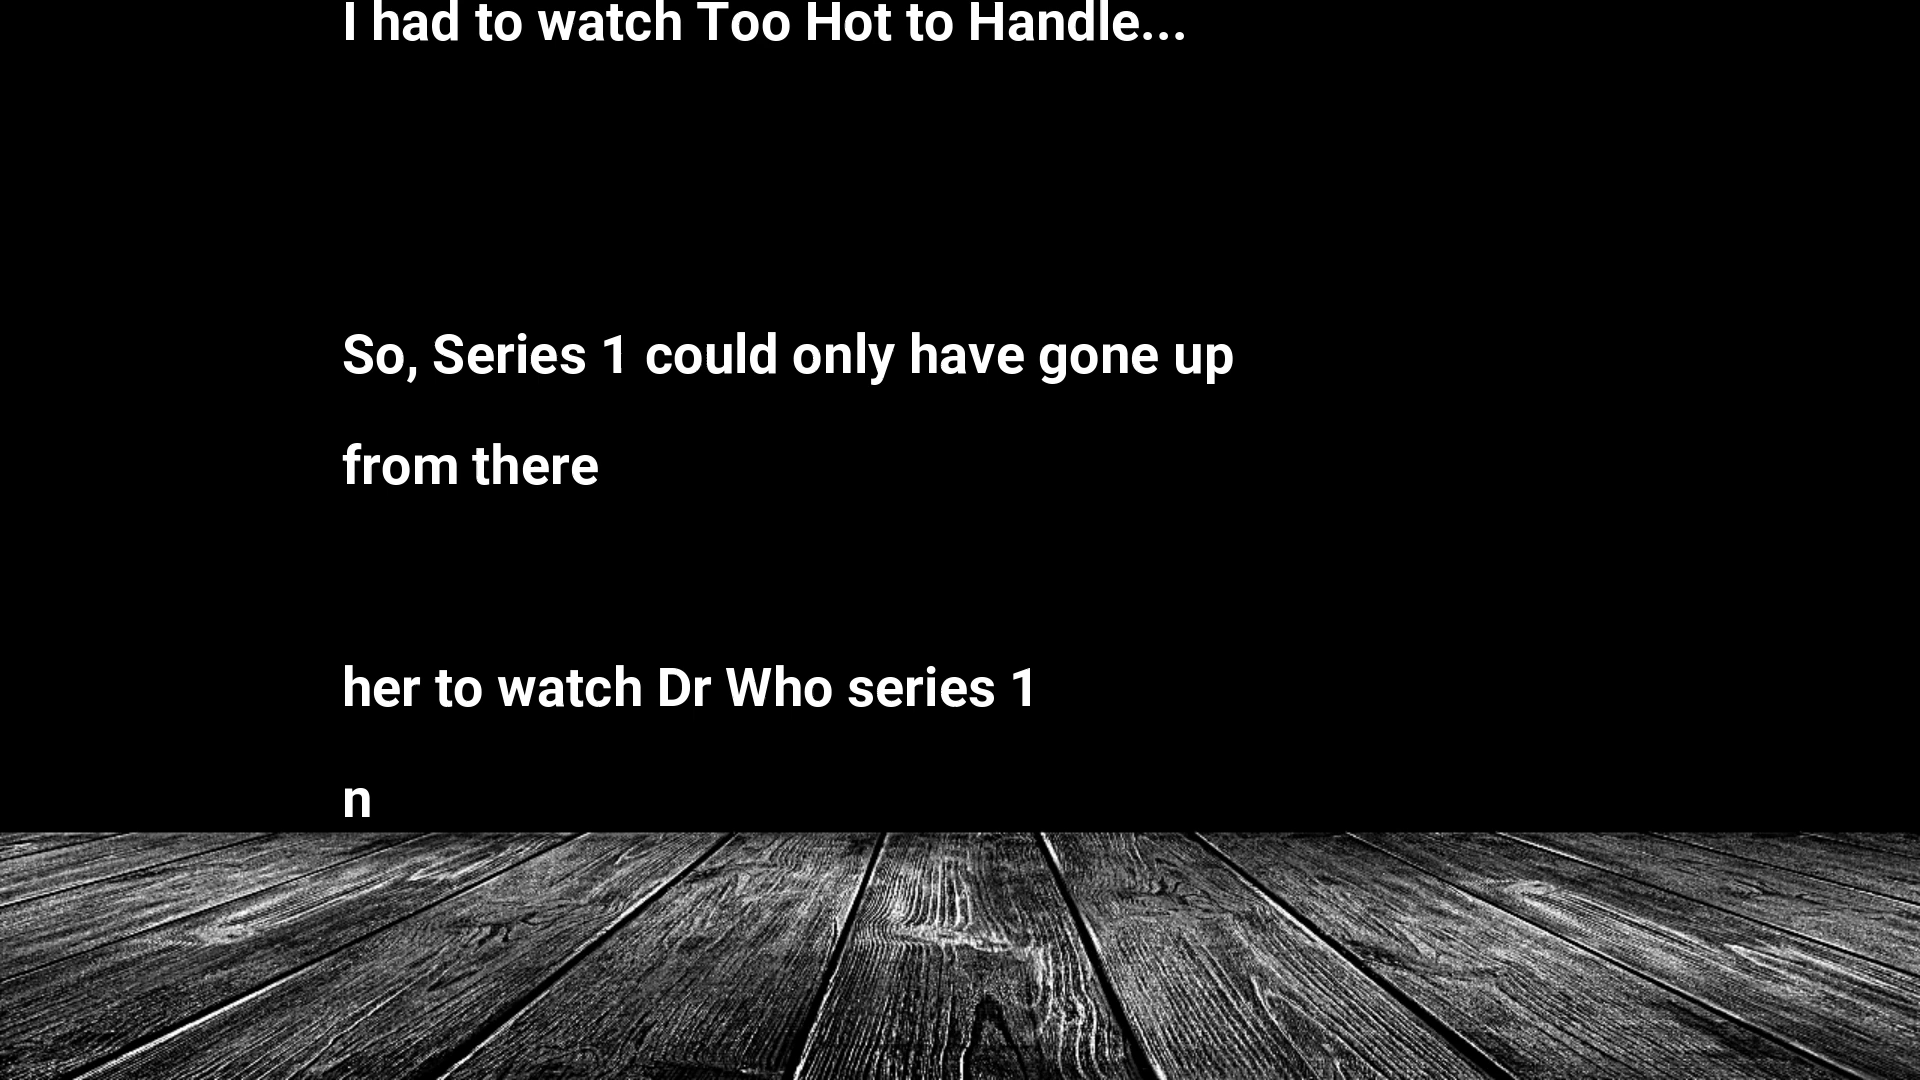 I had to watch Too Hot to Handle...
So, Series 1 could only have gone up
from there
her to watch Dr Who series 1
n